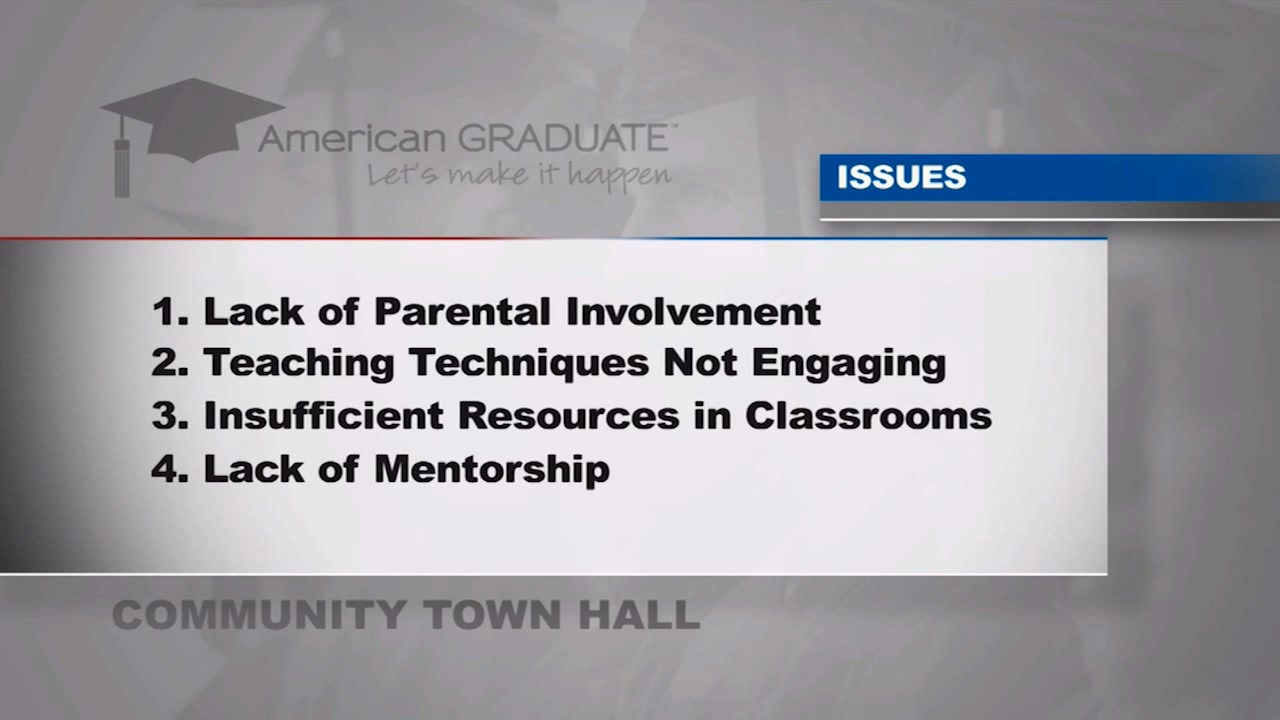 American GRADUATE™
Let's make it happen
ISSUES
1. Lack of Parental Involvement
2. Teaching Techniques Not Engaging
3. Insufficient Resources in Classrooms
4. Lack of Mentorship
COMMUNITY TOWN HALL